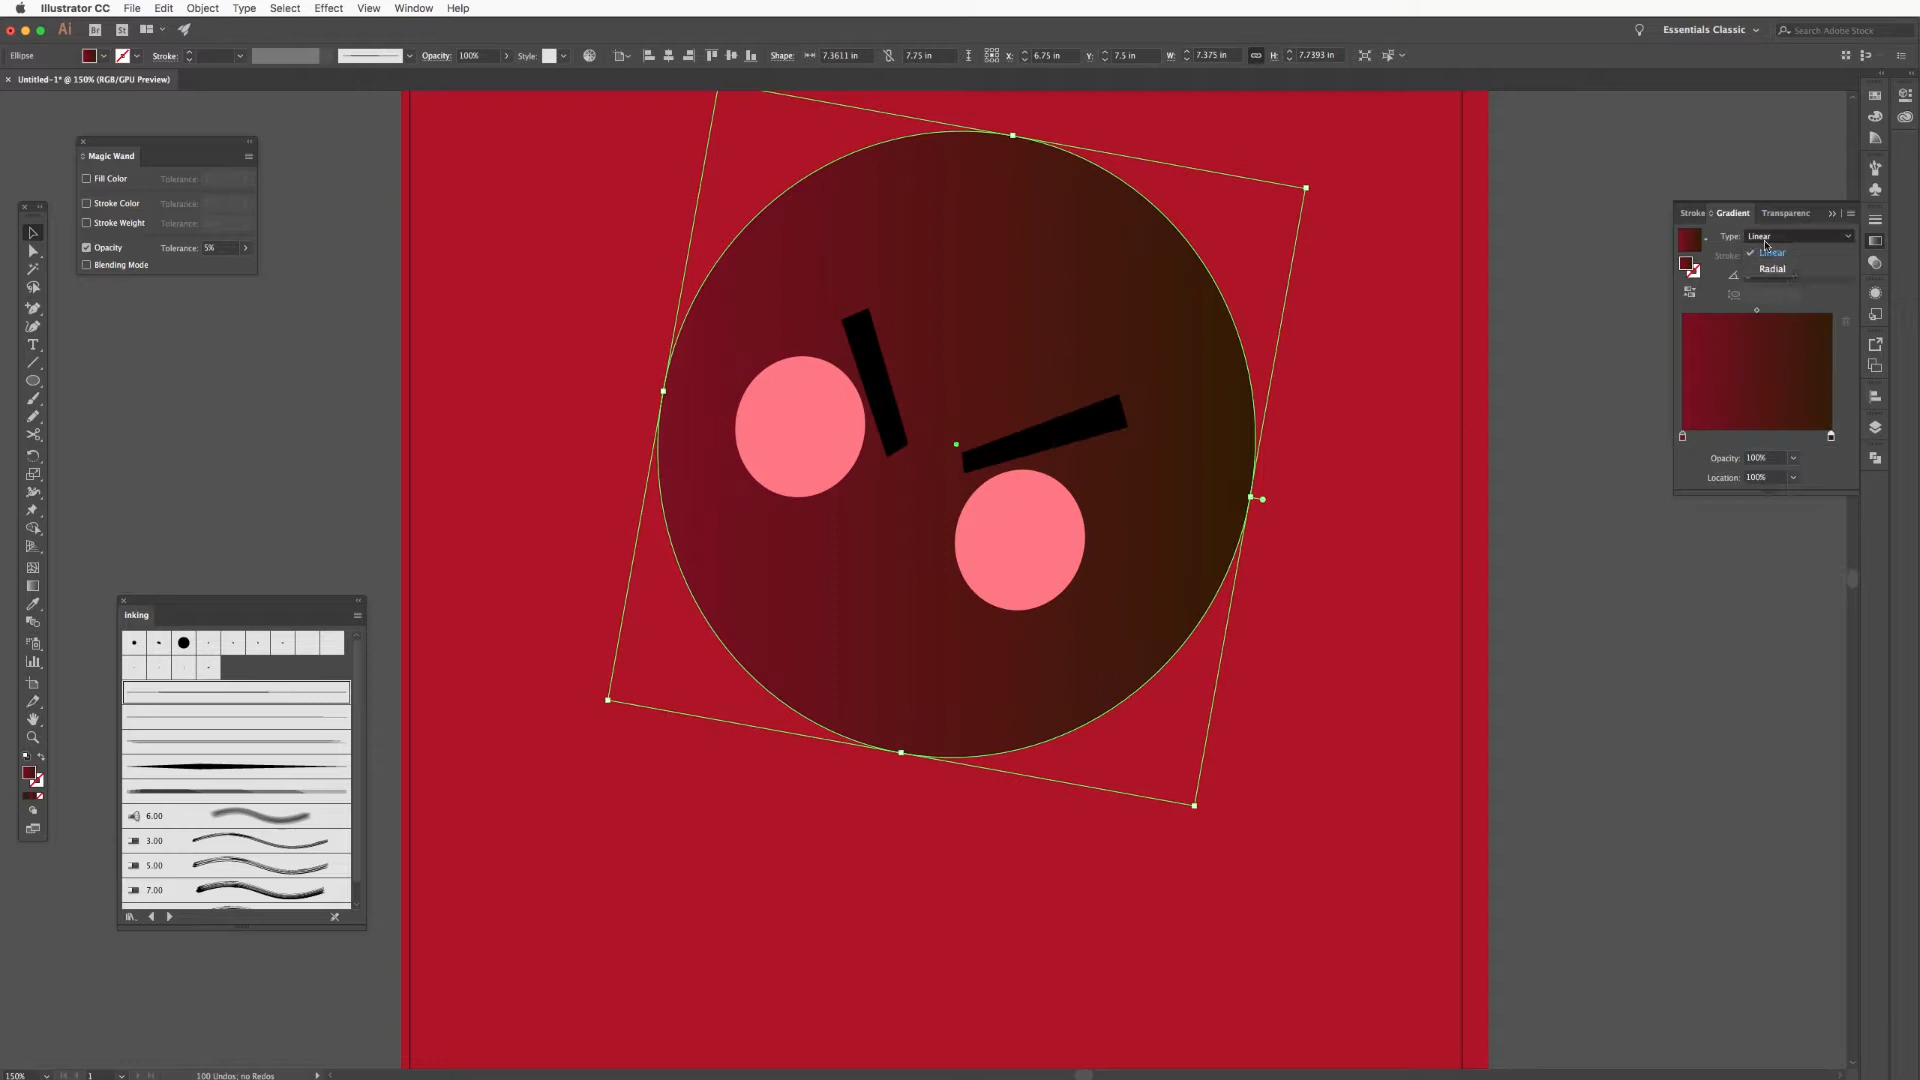 Illustrator CC File Edit Object Type Select Effect View Window Help
Ai Br St Essentials Classic Search Adobe Stock
Ellipse Stroke: Opacity: 100% Style: Shape: 7.3611 in 7.75 in X: 6.75 in Y: 7.5 in W: 7.375 in H: 7.7393 in
Untitled-1* @ 150% (RGB/GPU Preview)
Magic Wand
Fill Color Tolerance:
Stroke Color Tolerance:
Stroke Weight Tolerance:
Opacity Tolerance: 5%
Blending Mode
Stroke Gradient Transparenc
Type: Linear
Stroke: Linear
Radial
Opacity: 100%
Location: 100%
inking
6.00
3.00
5.00
7.00
150% 1 100 Undos; no Redos